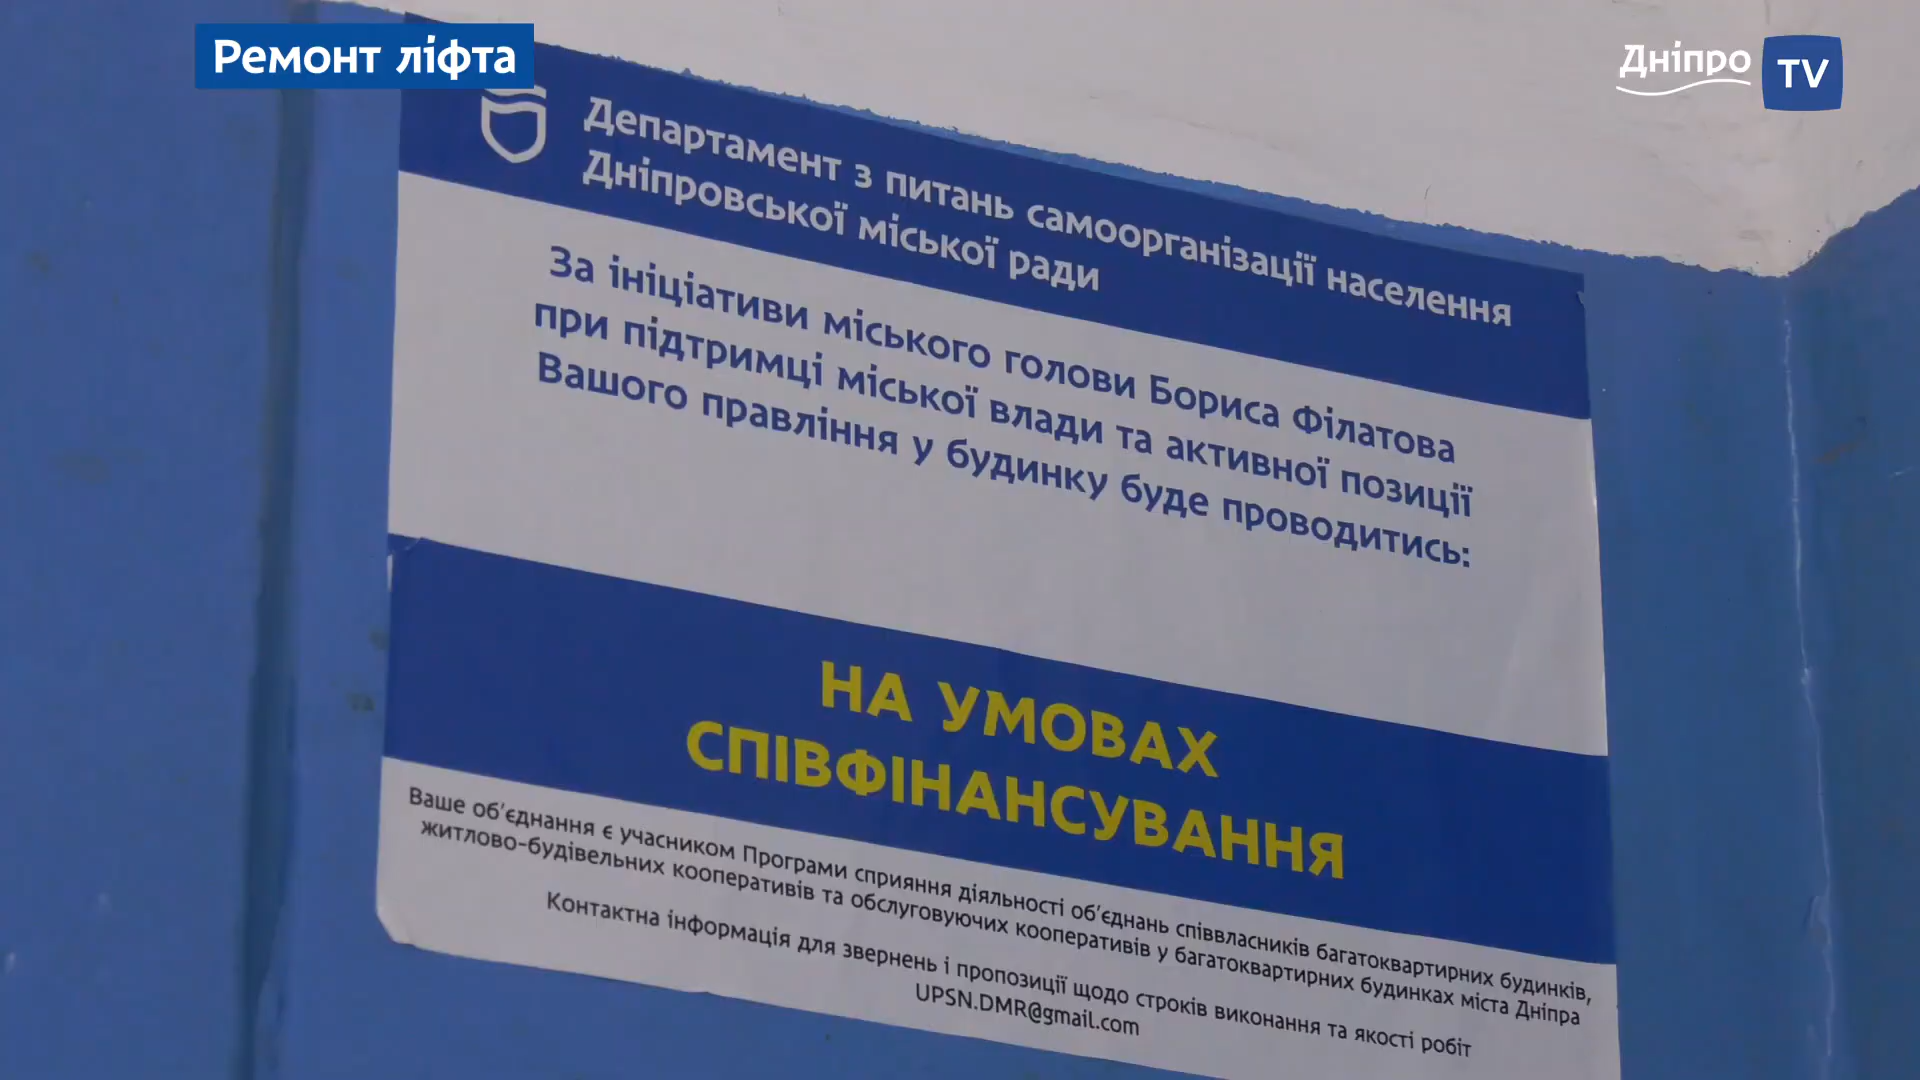 Ремонт ліфта
Дніпро TV
Департамент з питань самоорганізації населення
Дніпровської міської ради
За ініціативи міського голови Бориса Філатова
при підтримці міської влади та активної позиції
Вашого правління у будинку буде проводитись:
НА УМОВАХ
СПІВФІНАНСУВАННЯ
Ваше об'єднання є учасником Програми сприяння діяльності об'єднань співвласників багатоквартирних будинків,
житлово-будівельних кооперативів та обслуговуючих кооперативів у багатоквартирних будинках міста Дніпра
Контактна інформація для звернень і пропозиції щодо строків виконання та якості робіт
UPSN.DMR@gmail.com